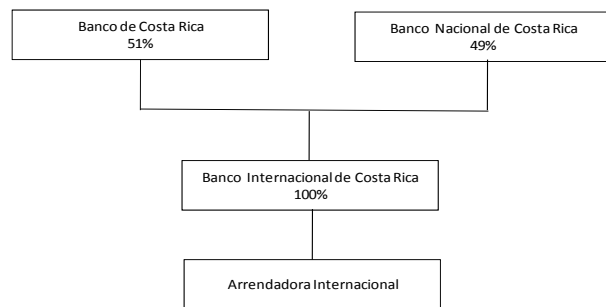 Banco de Costa Rica
51%
Banco Nacional de Costa Rica
49%
Banco Internacional de Costa Rica
100%
Arrendadora Internacional